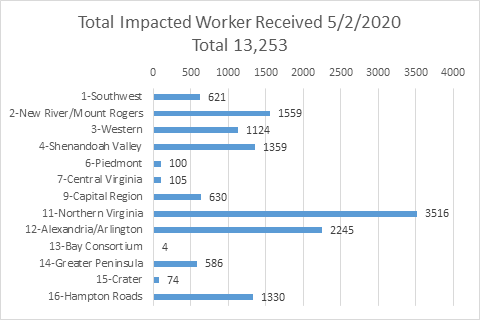 Total Impacted Worker Received 5/2/2020
Total 13,253
0 500 1000 1500 2000 2500 3000 3500 4000
1-Southwest 621
2-New River/Mount Rogers 1559
3-Western 1124
4-Shenandoah Valley 1359
6-Piedmont 100
7-Central Virginia 105
9-Capital Region 630
11-Northern Virginia 3516
12-Alexandria/Arlington 2245
13-Bay Consortium 4
14-Greater Peninsula 586
15-Crater 74
16-Hampton Roads 1330